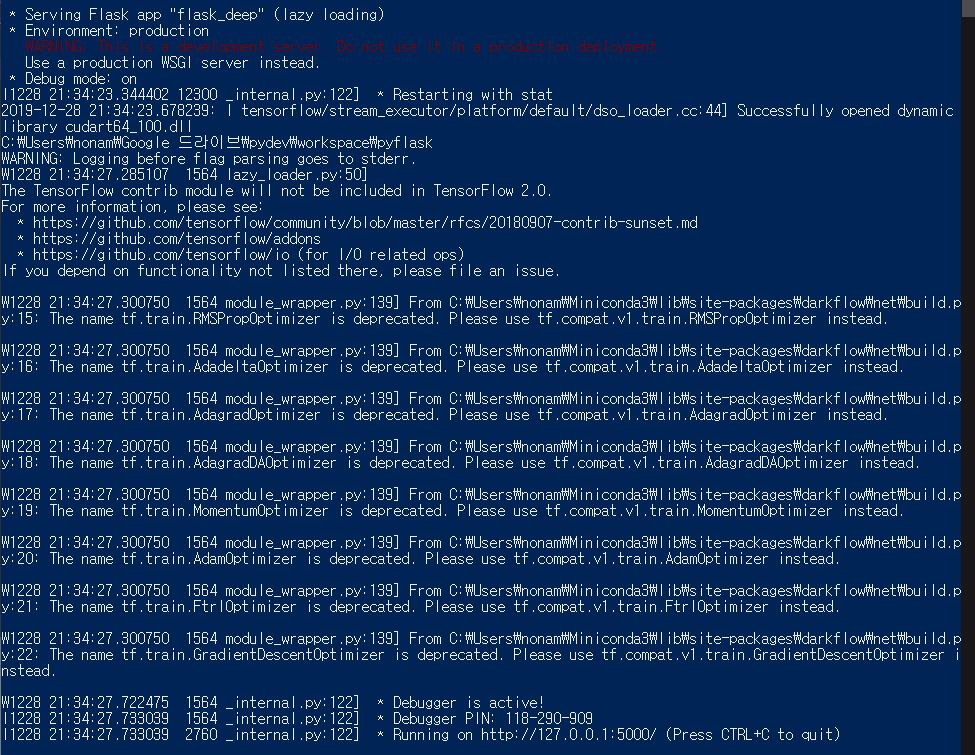 * Serving Flask app "flask_deep" (lazy loading)
* Environment: production
WARNING: This is a development server. Do not use it in a production deployment.
Use a production WSGI server instead.
* Debug mode: on
I1228 21:34:23.344402 12300 _internal.py:122]  * Restarting with stat
2019-12-28 21:34:23.678239: I tensorflow/stream_executor/platform/default/dso_loader.cc:44] Successfully opened dynamic
library cudart64_100.dll
C:₩Users₩nonam₩Google 드라이브₩pydev₩workspace₩pyflask
WARNING: Logging before flag parsing goes to stderr.
W1228 21:34:27.285107  1564 lazy_loader.py:50]
The TensorFlow contrib module will not be included in TensorFlow 2.0.
For more information, please see:
* https://github.com/tensorflow/community/blob/master/rfcs/20180907-contrib-sunset.md
* https://github.com/tensorflow/addons
* https://github.com/tensorflow/io (for I/O related ops)
If you depend on functionality not listed there, please file an issue.
W1228 21:34:27.300750  1564 module_wrapper.py:139] From C:₩Users₩nonam₩Miniconda3₩lib₩site-packages₩darkflow₩net₩build.p
y:15: The name tf.train.RMSPropOptimizer is deprecated. Please use tf.compat.v1.train.RMSPropOptimizer instead.
W1228 21:34:27.300750  1564 module_wrapper.py:139] From C:₩Users₩nonam₩Miniconda3₩lib₩site-packages₩darkflow₩net₩build.p
y:16: The name tf.train.AdadeltaOptimizer is deprecated. Please use tf.compat.v1.train.AdadeltaOptimizer instead.
W1228 21:34:27.300750  1564 module_wrapper.py:139] From C:₩Users₩nonam₩Miniconda3₩lib₩site-packages₩darkflow₩net₩build.p
y:17: The name tf.train.AdagradOptimizer is deprecated. Please use tf.compat.v1.train.AdagradOptimizer instead.
W1228 21:34:27.300750  1564 module_wrapper.py:139] From C:₩Users₩nonam₩Miniconda3₩lib₩site-packages₩darkflow₩net₩build.p
y:18: The name tf.train.AdagradDAOptimizer is deprecated. Please use tf.compat.v1.train.AdagradDAOptimizer instead.
W1228 21:34:27.300750  1564 module_wrapper.py:139] From C:₩Users₩nonam₩Miniconda3₩lib₩site-packages₩darkflow₩net₩build.p
y:19: The name tf.train.MomentumOptimizer is deprecated. Please use tf.compat.v1.train.MomentumOptimizer instead.
W1228 21:34:27.300750  1564 module_wrapper.py:139] From C:₩Users₩nonam₩Miniconda3₩lib₩site-packages₩darkflow₩net₩build.p
y:20: The name tf.train.AdamOptimizer is deprecated. Please use tf.compat.v1.train.AdamOptimizer instead.
W1228 21:34:27.300750  1564 module_wrapper.py:139] From C:₩Users₩nonam₩Miniconda3₩lib₩site-packages₩darkflow₩net₩build.p
y:21: The name tf.train.FtrlOptimizer is deprecated. Please use tf.compat.v1.train.FtrlOptimizer instead.
W1228 21:34:27.300750  1564 module_wrapper.py:139] From C:₩Users₩nonam₩Miniconda3₩lib₩site-packages₩darkflow₩net₩build.p
y:22: The name tf.train.GradientDescentOptimizer is deprecated. Please use tf.compat.v1.train.GradientDescentOptimizer i
nstead.
W1228 21:34:27.722475  1564 _internal.py:122]  * Debugger is active!
I1228 21:34:27.733039  1564 _internal.py:122]  * Debugger PIN: 118-290-909
I1228 21:34:27.733039  2760 _internal.py:122]  * Running on http://127.0.0.1:5000/ (Press CTRL+C to quit)